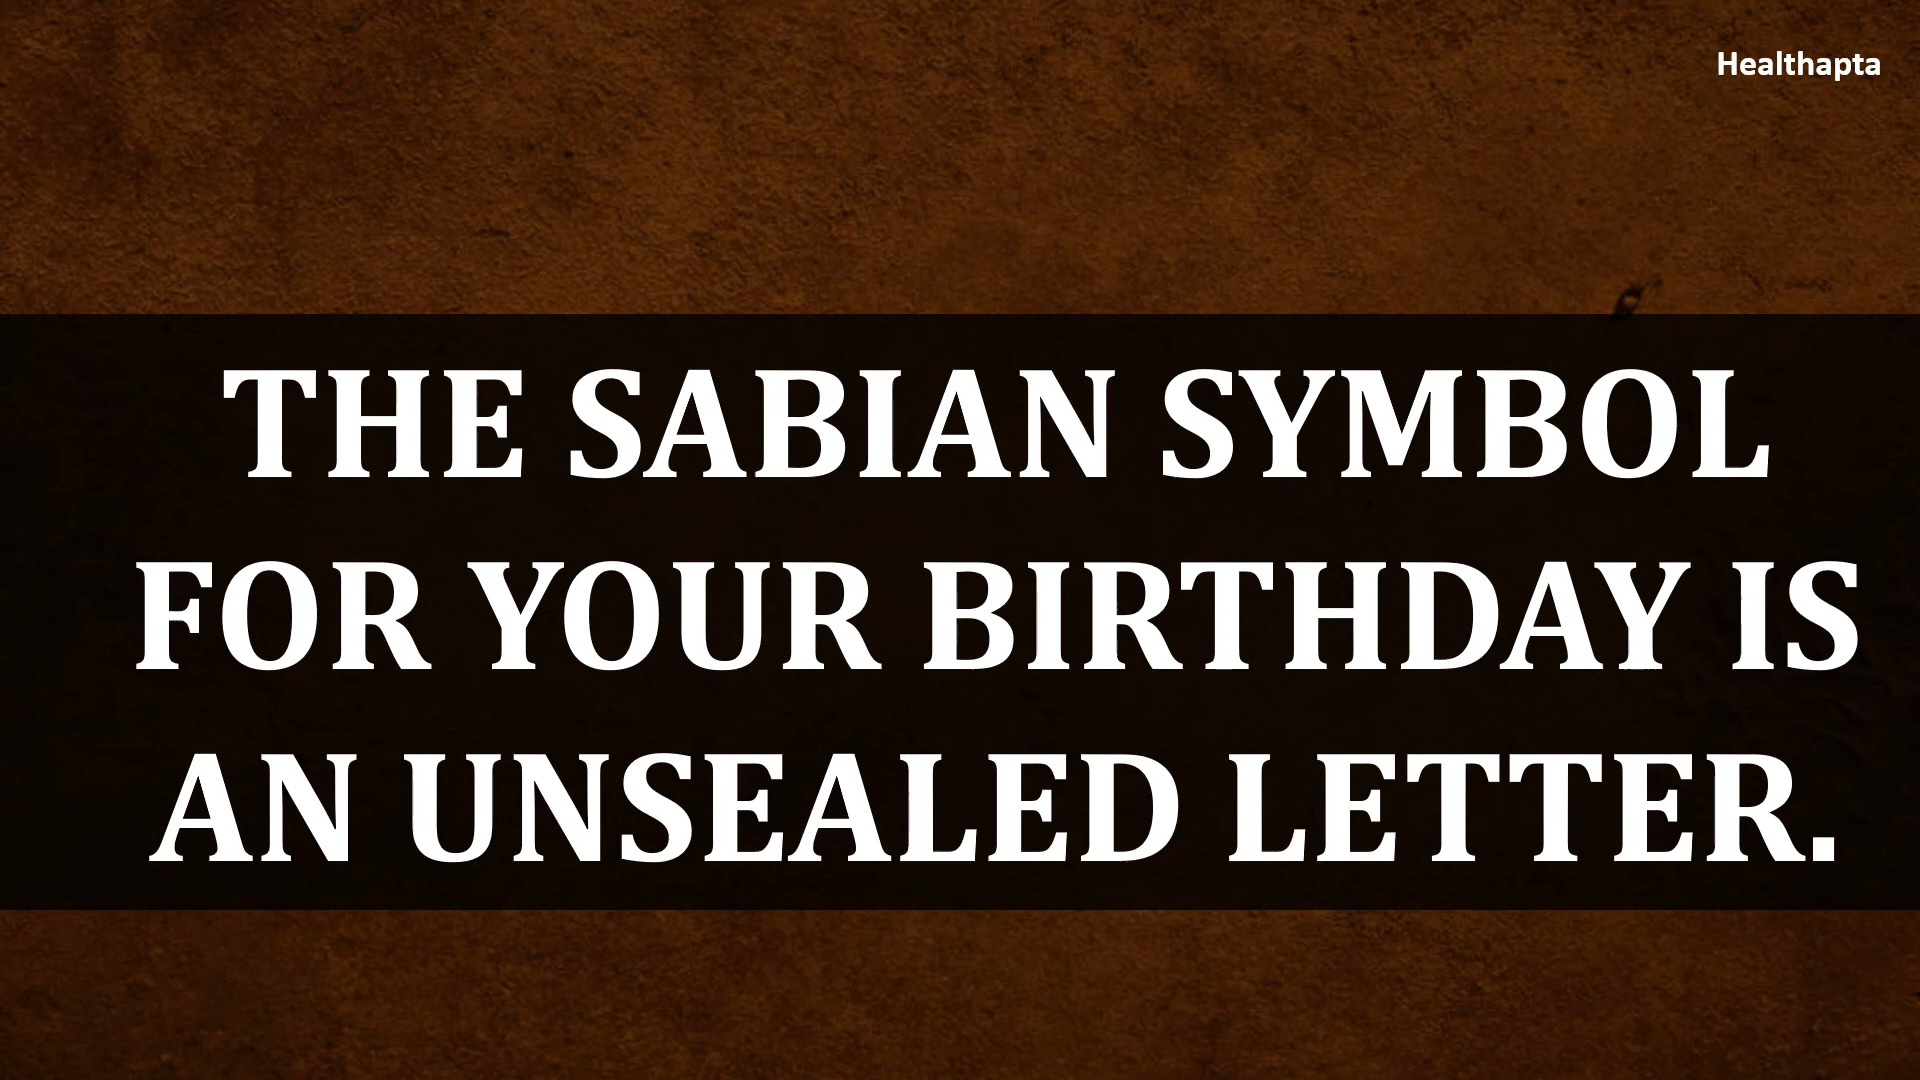 Healthapta
THE SABIAN SYMBOL
FOR YOUR BIRTHDAY IS
AN UNSEALED LETTER.